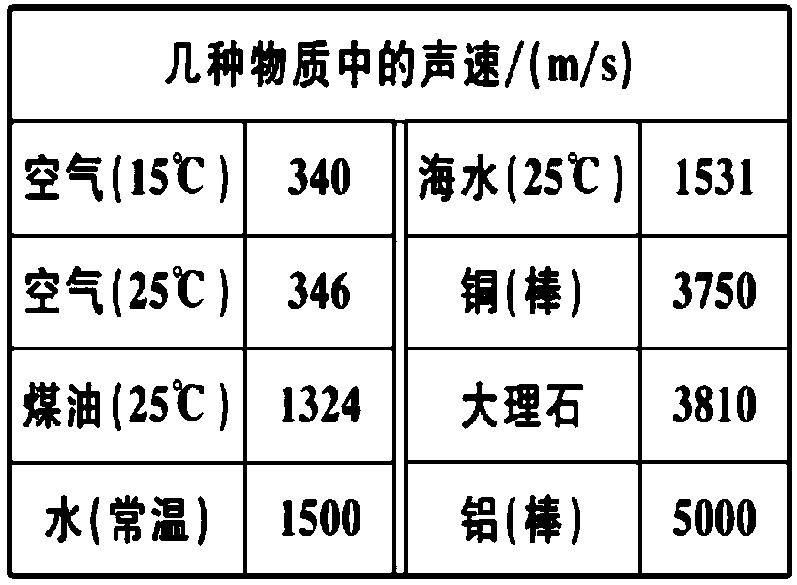 几种物质中的声速/(m/s)
空气(15℃) 340 海水(25℃) 1531
空气(25℃) 346 铜(棒) 3750
煤油(25℃) 1324 大理石 3810
水(常温) 1500 铝(棒) 5000